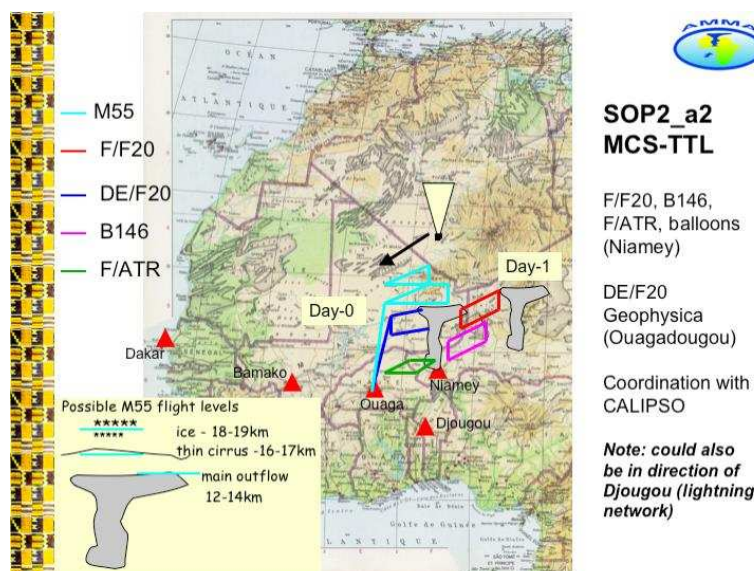 AMMA
M55
F/F20
DE/F20
B146
F/ATR
Day-1
Day-0
Dakar
SÉNÉGAL
Bamako
Ouaga
Niamey
Djougou
OCÉAN
ATLANTIQUE
Golfe de Guinée
ATLANTIQUE
Possible M55 flight levels
ice - 18-19km
thin cirrus -16-17km
main outflow
12-14km
SOP2_a2
MCS-TTL
F/F20, B146,
F/ATR, balloons
(Niamey)
DE/F20
Geophysica
(Ouagadougou)
Coordination with
CALIPSO
Note: could also
be in direction of
Djougou (lightning
network)